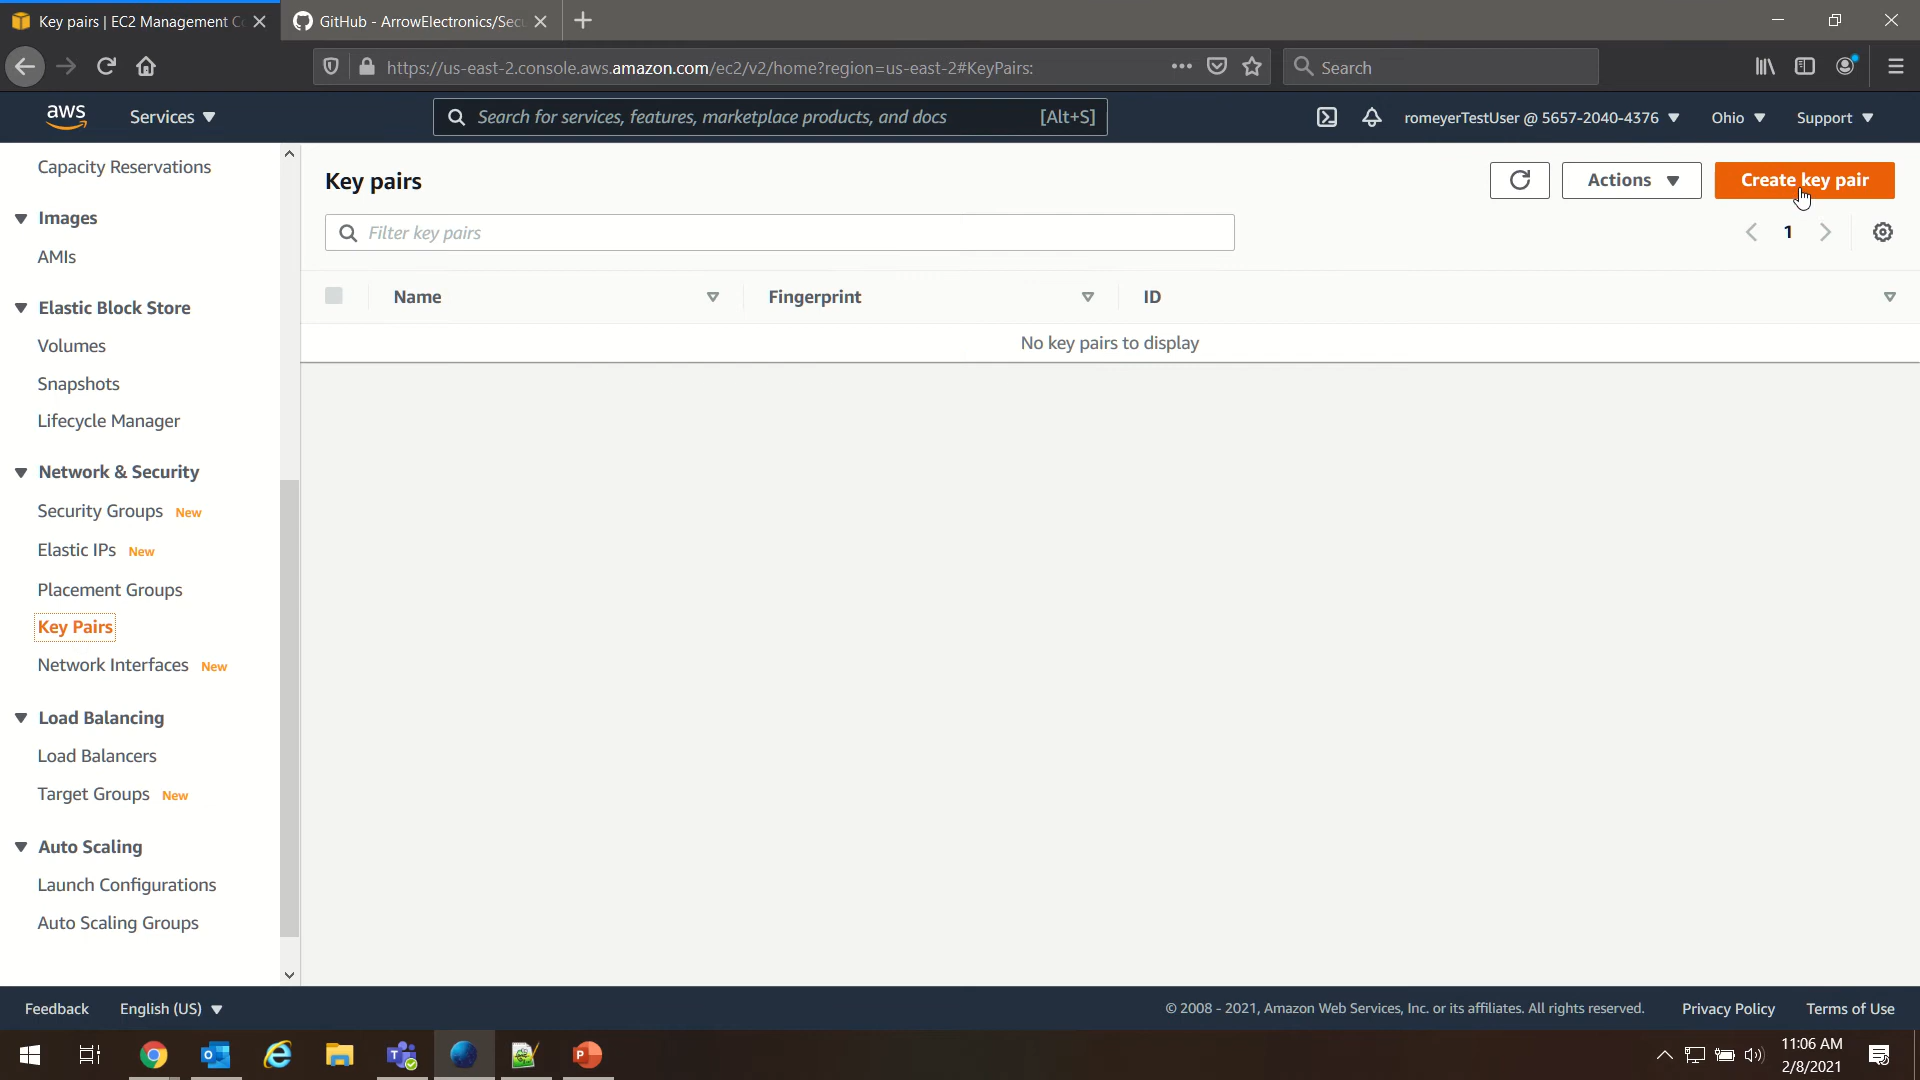 Key pairs | EC2 Management Co
GitHub - ArrowElectronics/Secu
https://us-east-2.console.aws.amazon.com/ec2/v2/home?region=us-east-2#KeyPairs:
Search
aws
Services
Search for services, features, marketplace products, and docs
[Alt+S]
romeyerTestUser @ 5657-2040-4376
Ohio
Support
Capacity Reservations
Images
AMIs
Elastic Block Store
Volumes
Snapshots
Lifecycle Manager
Network & Security
Security Groups New
Elastic IPs New
Placement Groups
Key Pairs
Network Interfaces New
Load Balancing
Load Balancers
Target Groups New
Auto Scaling
Launch Configurations
Auto Scaling Groups
Key pairs
Actions
Create key pair
Filter key pairs
1
Name
Fingerprint
ID
No key pairs to display
Feedback
English (US)
© 2008 - 2021, Amazon Web Services, Inc. or its affiliates. All rights reserved.
Privacy Policy
Terms of Use
11:06 AM
2/8/2021